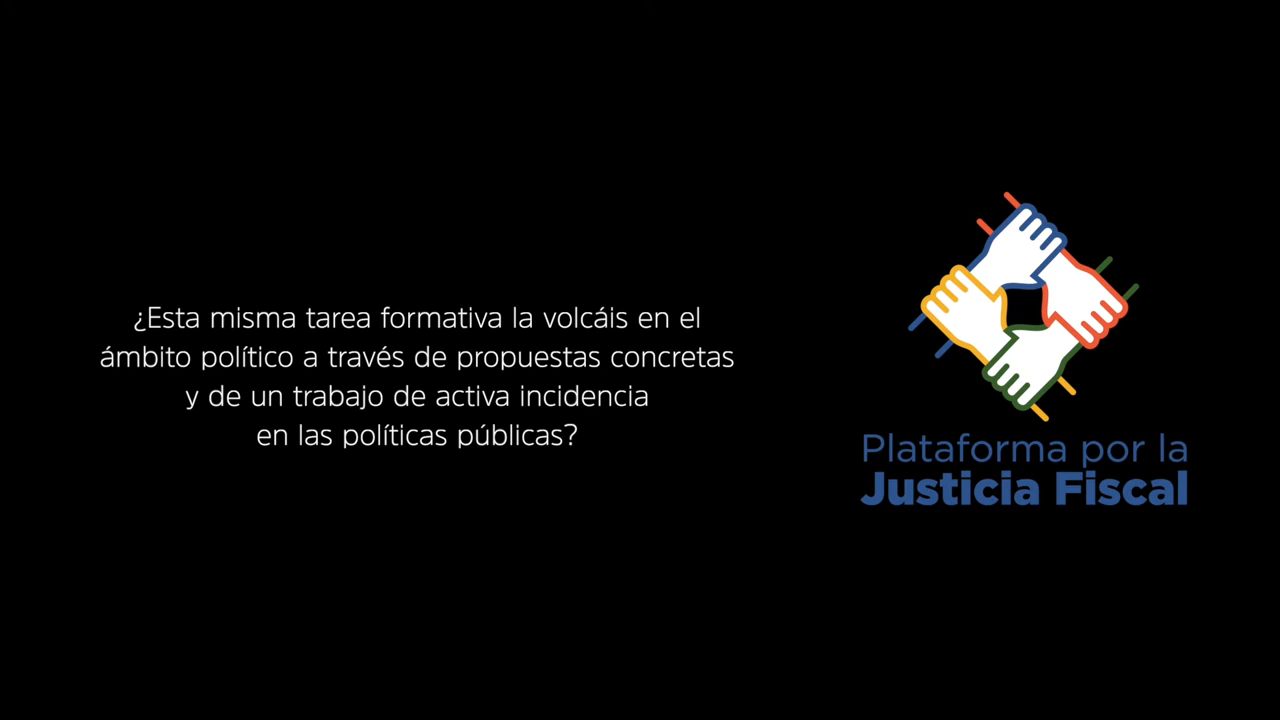 ¿Esta misma tarea formativa la volcáis en el
ámbito político a través de propuestas concretas
y de un trabajo de activa incidencia
en las políticas públicas?
Plataforma por la
Justicia Fiscal